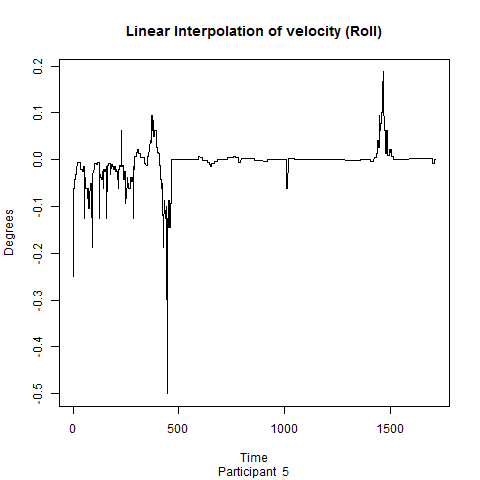 Linear Interpolation of velocity (Roll)
Degrees
0.2
0.1
0.0
-0.1
-0.2
-0.3
-0.4
-0.5
0 500 1000 1500
Time
Participant 5